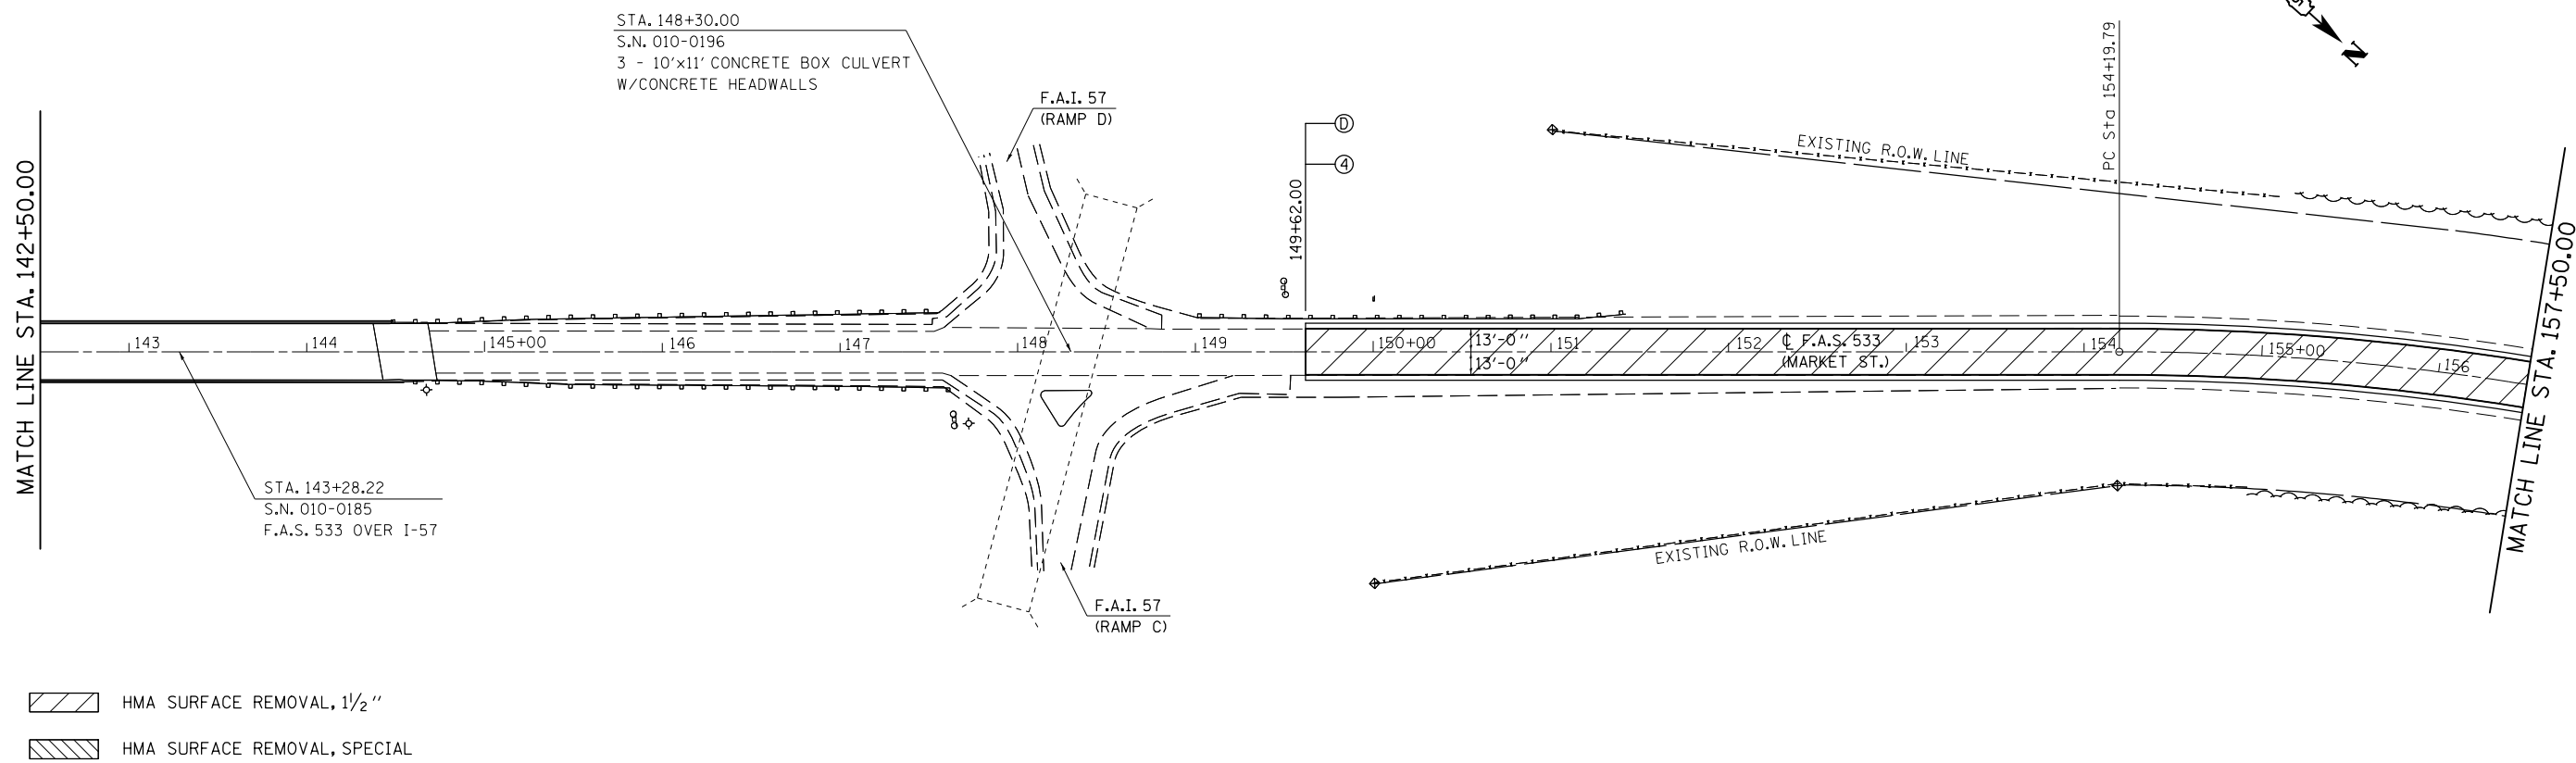 STA. 148+30.00
S.N. 010-0196
3 - 10'x11' CONCRETE BOX CULVERT
W/CONCRETE HEADWALLS
F.A.I. 57
(RAMP D)
D
4
149+62.00
EXISTING R.O.W. LINE
PC Sta 154+19.79
N
MATCH LINE STA. 142+50.00
143
144
145+00
146
147
148
149
150+00
151
152
153
154
155+00
156
13'-0"
13'-0"
℄ F.A.S. 533
(MARKET ST.)
MATCH LINE STA. 157+50.00
STA. 143+28.22
S.N. 010-0185
F.A.S. 533 OVER I-57
EXISTING R.O.W. LINE
F.A.I. 57
(RAMP C)
HMA SURFACE REMOVAL, 1½"
HMA SURFACE REMOVAL, SPECIAL